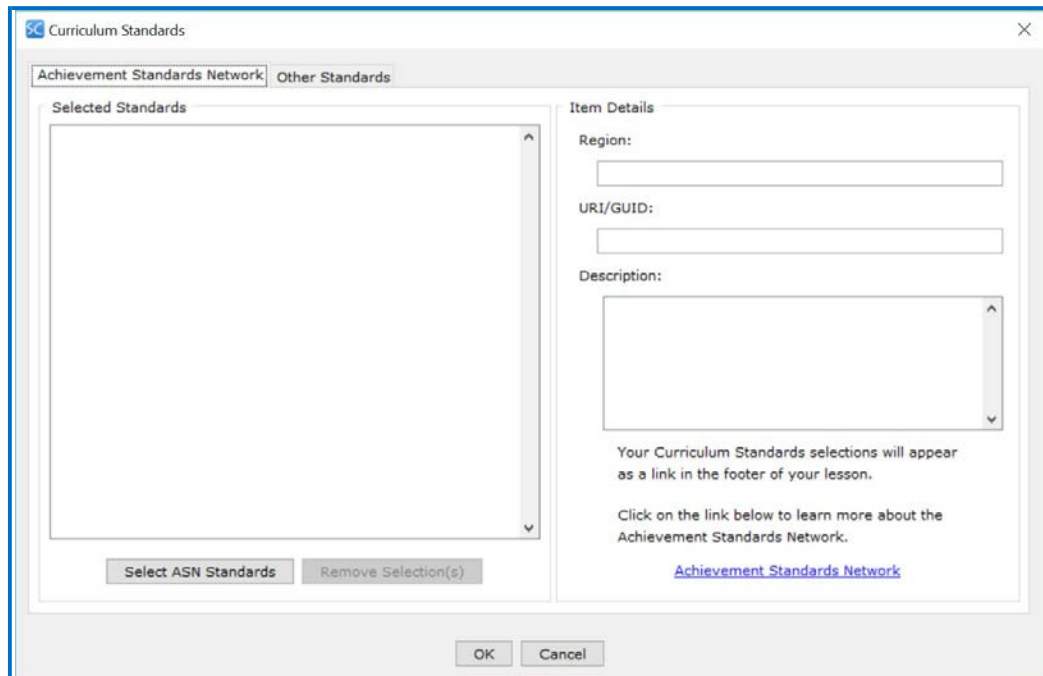 SC Curriculum Standards
Achievement Standards Network Other Standards
Selected Standards
Select ASN Standards Remove Selection(s)
Item Details
Region:
URI/GUID:
Description:
Your Curriculum Standards selections will appear
as a link in the footer of your lesson.
Click on the link below to learn more about the
Achievement Standards Network.
Achievement Standards Network
OK Cancel